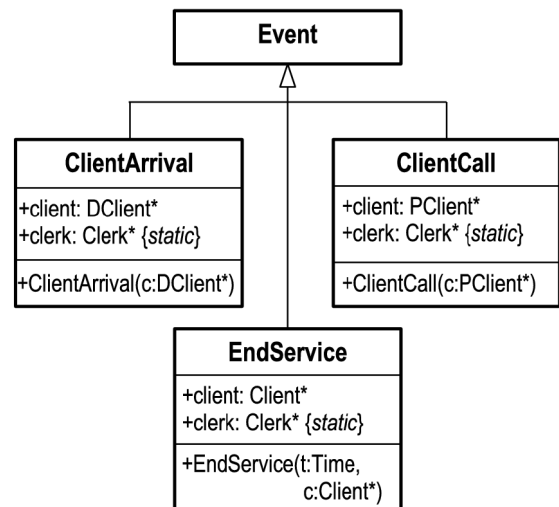 Event
ClientArrival
+client: DClient*
+clerk: Clerk* {static}
+ClientArrival(c:DClient*)
ClientCall
+client: PClient*
+clerk: Clerk* {static}
+ClientCall(c:PClient*)
EndService
+client: Client*
+clerk: Clerk* {static}
+EndService(t:Time,
c:Client*)